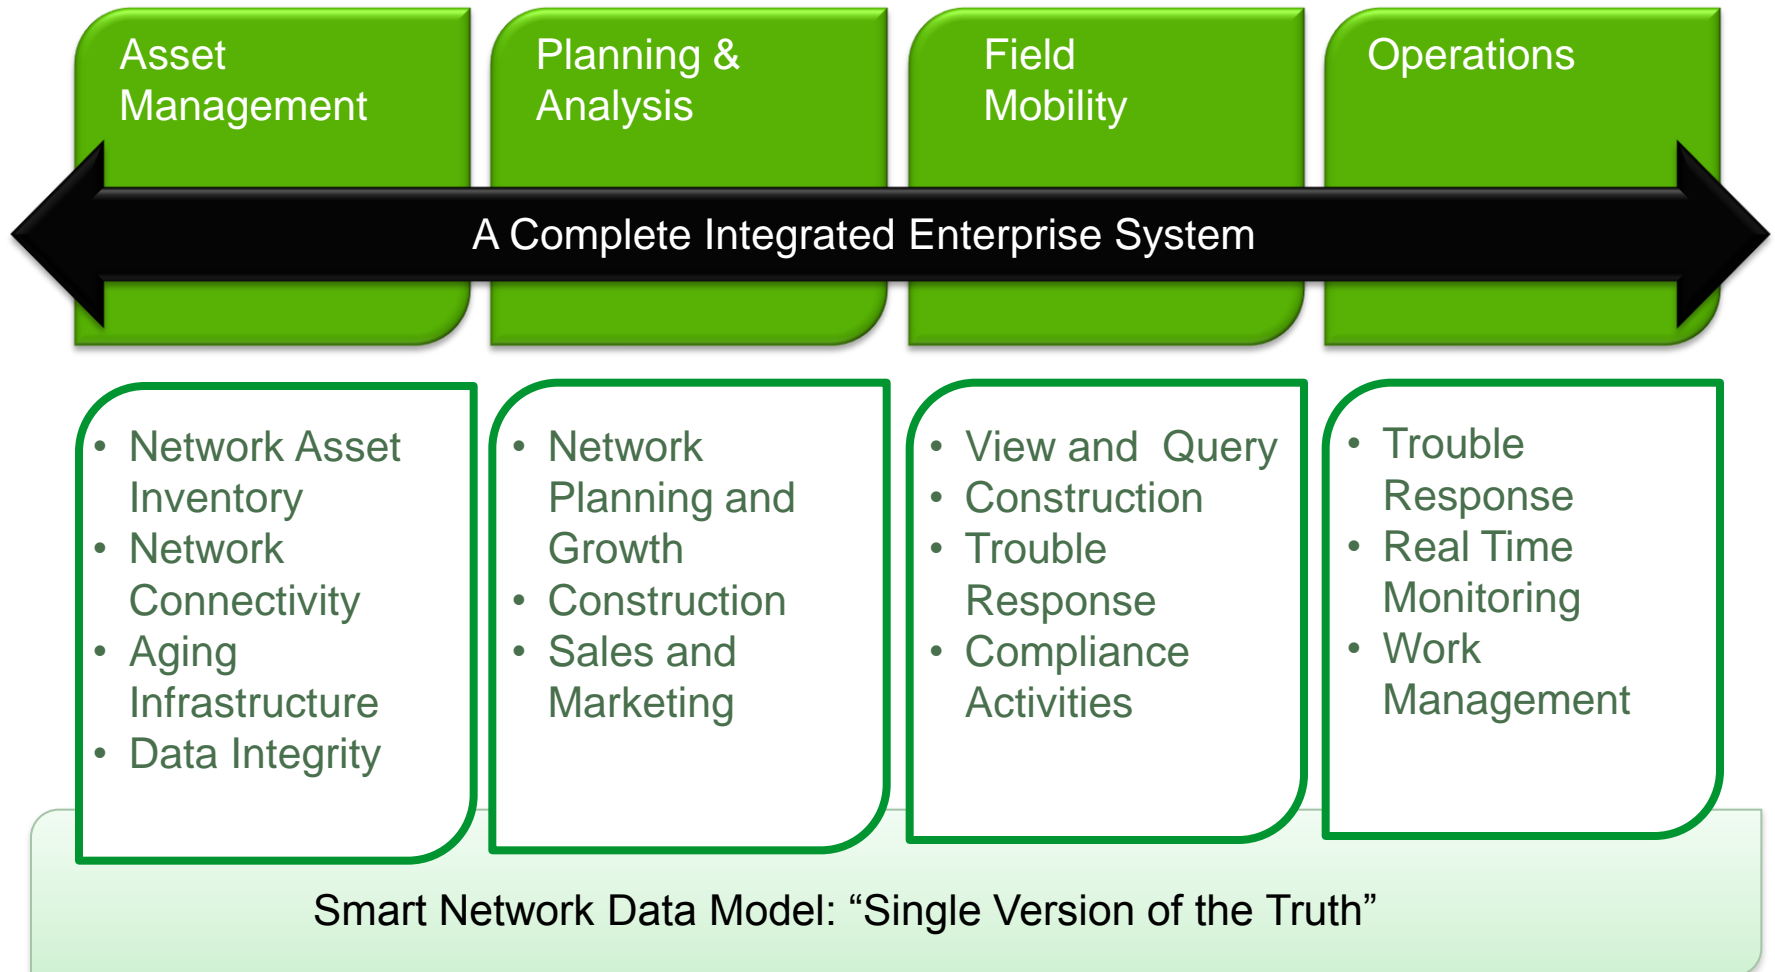 Asset
Management
Planning &
Analysis
Field
Mobility
Operations
A Complete Integrated Enterprise System
• Network Asset
Inventory
• Network
Connectivity
• Aging
Infrastructure
• Data Integrity
• Network
Planning and
Growth
• Construction
• Sales and
Marketing
• View and  Query
• Construction
• Trouble
Response
• Compliance
Activities
• Trouble
Response
• Real Time
Monitoring
• Work
Management
Smart Network Data Model: “Single Version of the Truth”